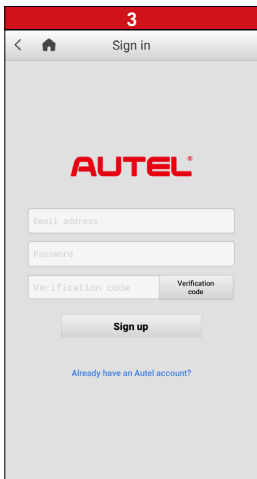 3
Sign in
AUTEL®
Email address
Password
Verification code
Verification
code
Sign up
Already have an Autel account?